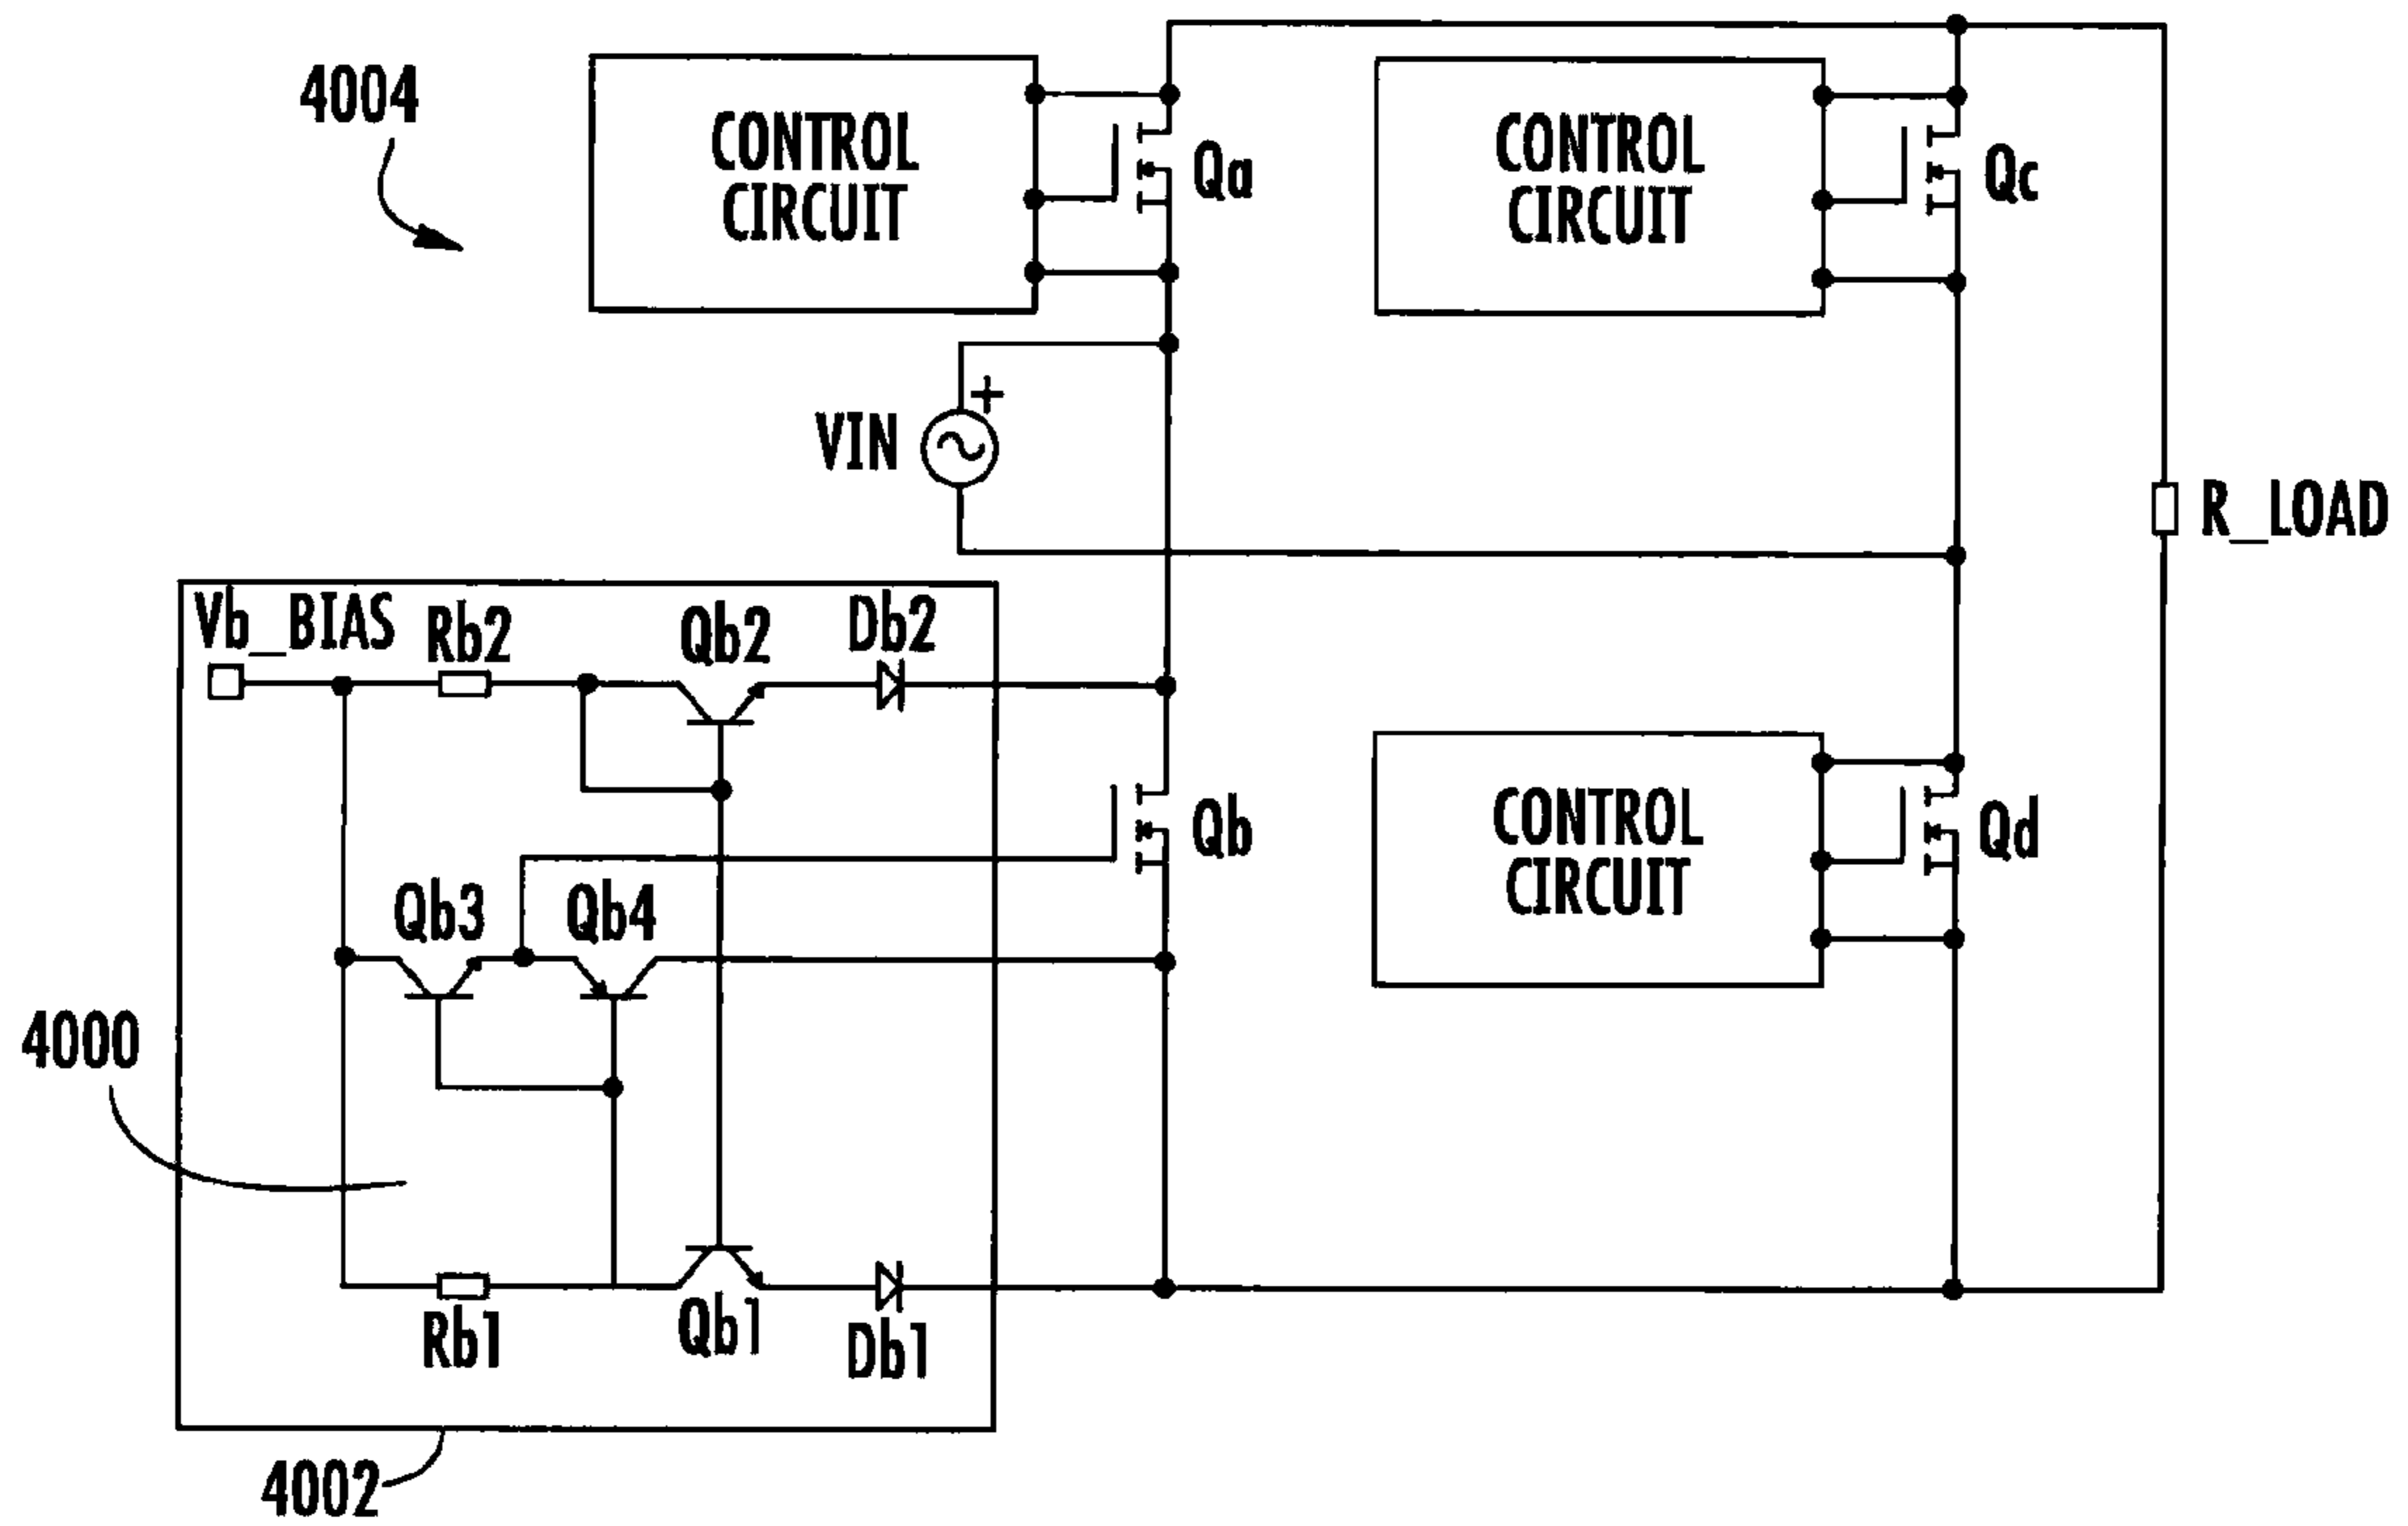 4004
CONTROL
CIRCUIT
Qa
CONTROL
CIRCUIT
Qc
+
VIN
R_LOAD
Vb_BIAS
Rb2
Qb2
Db2
Qb
CONTROL
CIRCUIT
Qd
Qb3
Qb4
4000
Rb1
Qb1
Db1
4002